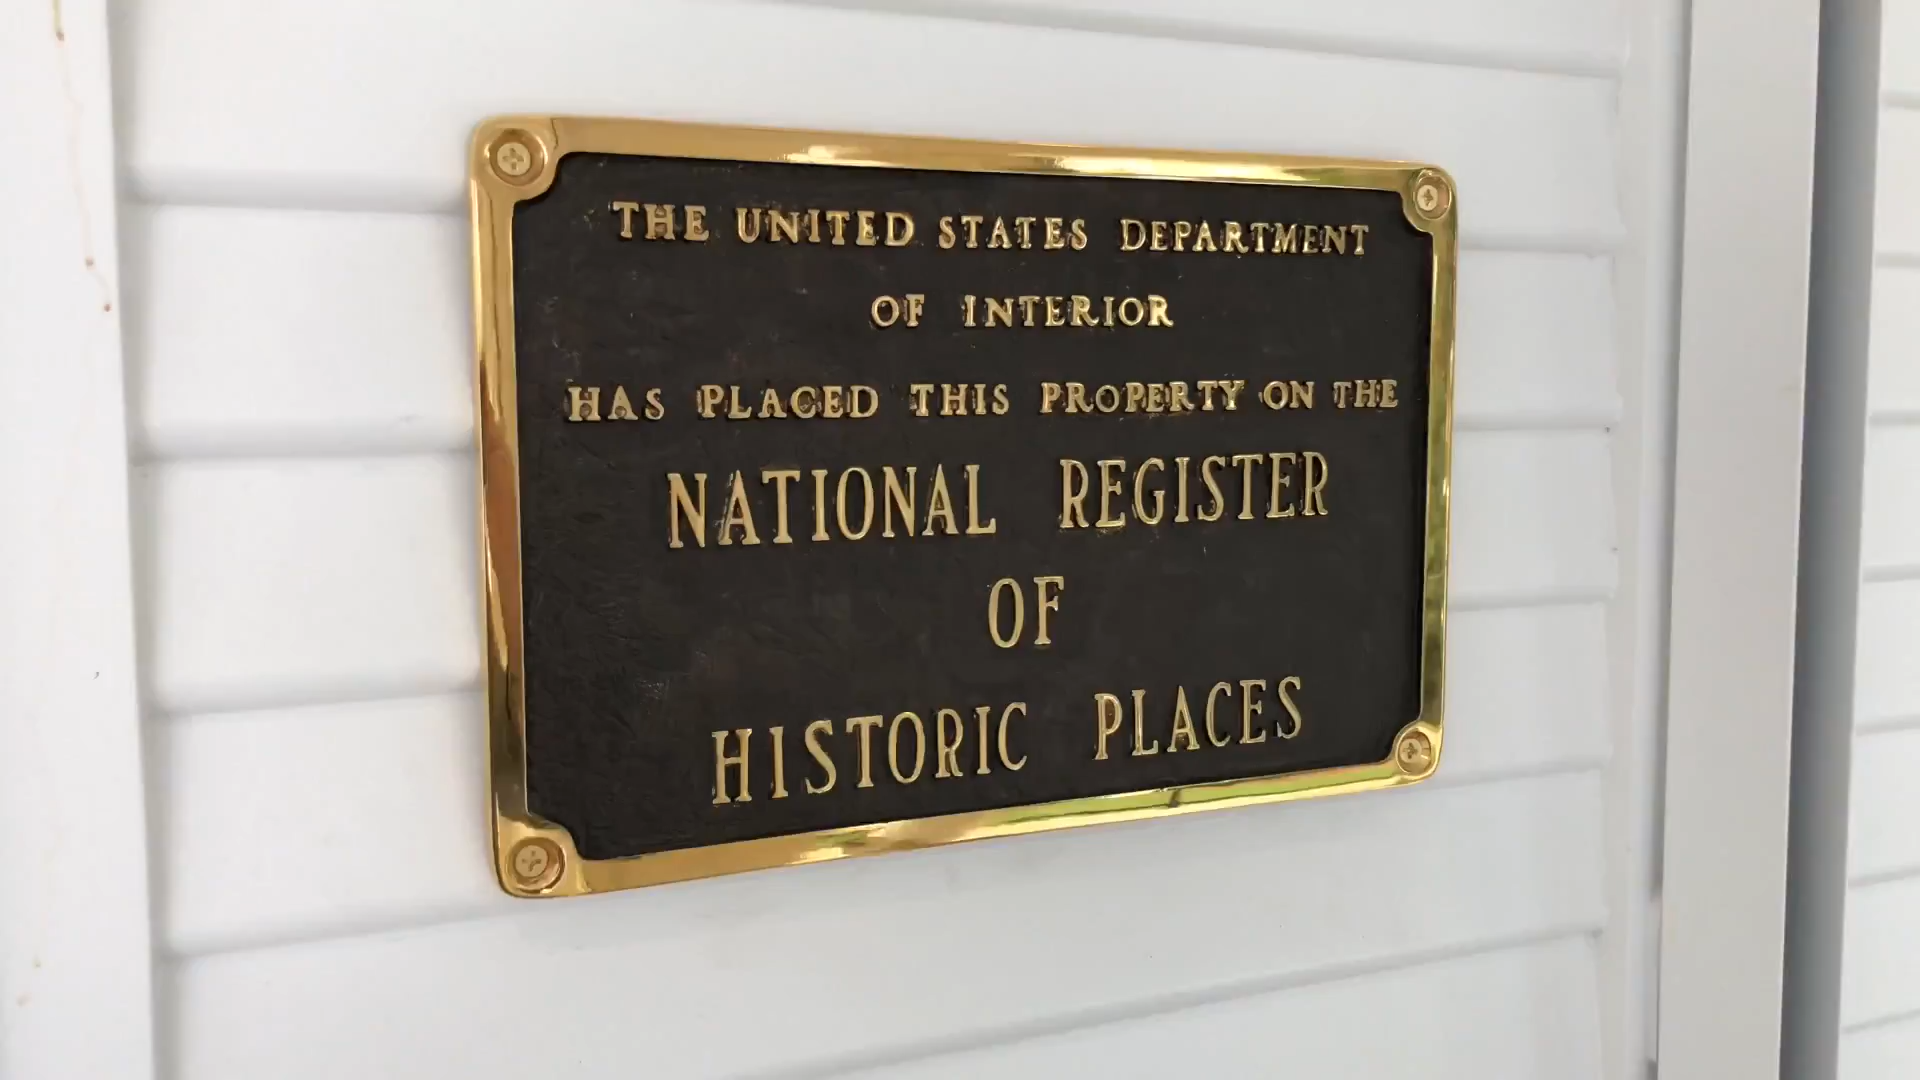 THE UNITED STATES DEPARTMENT
OF INTERIOR
HAS PLACED THIS PROPERTY ON THE
NATIONAL REGISTER
OF
HISTORIC PLACES